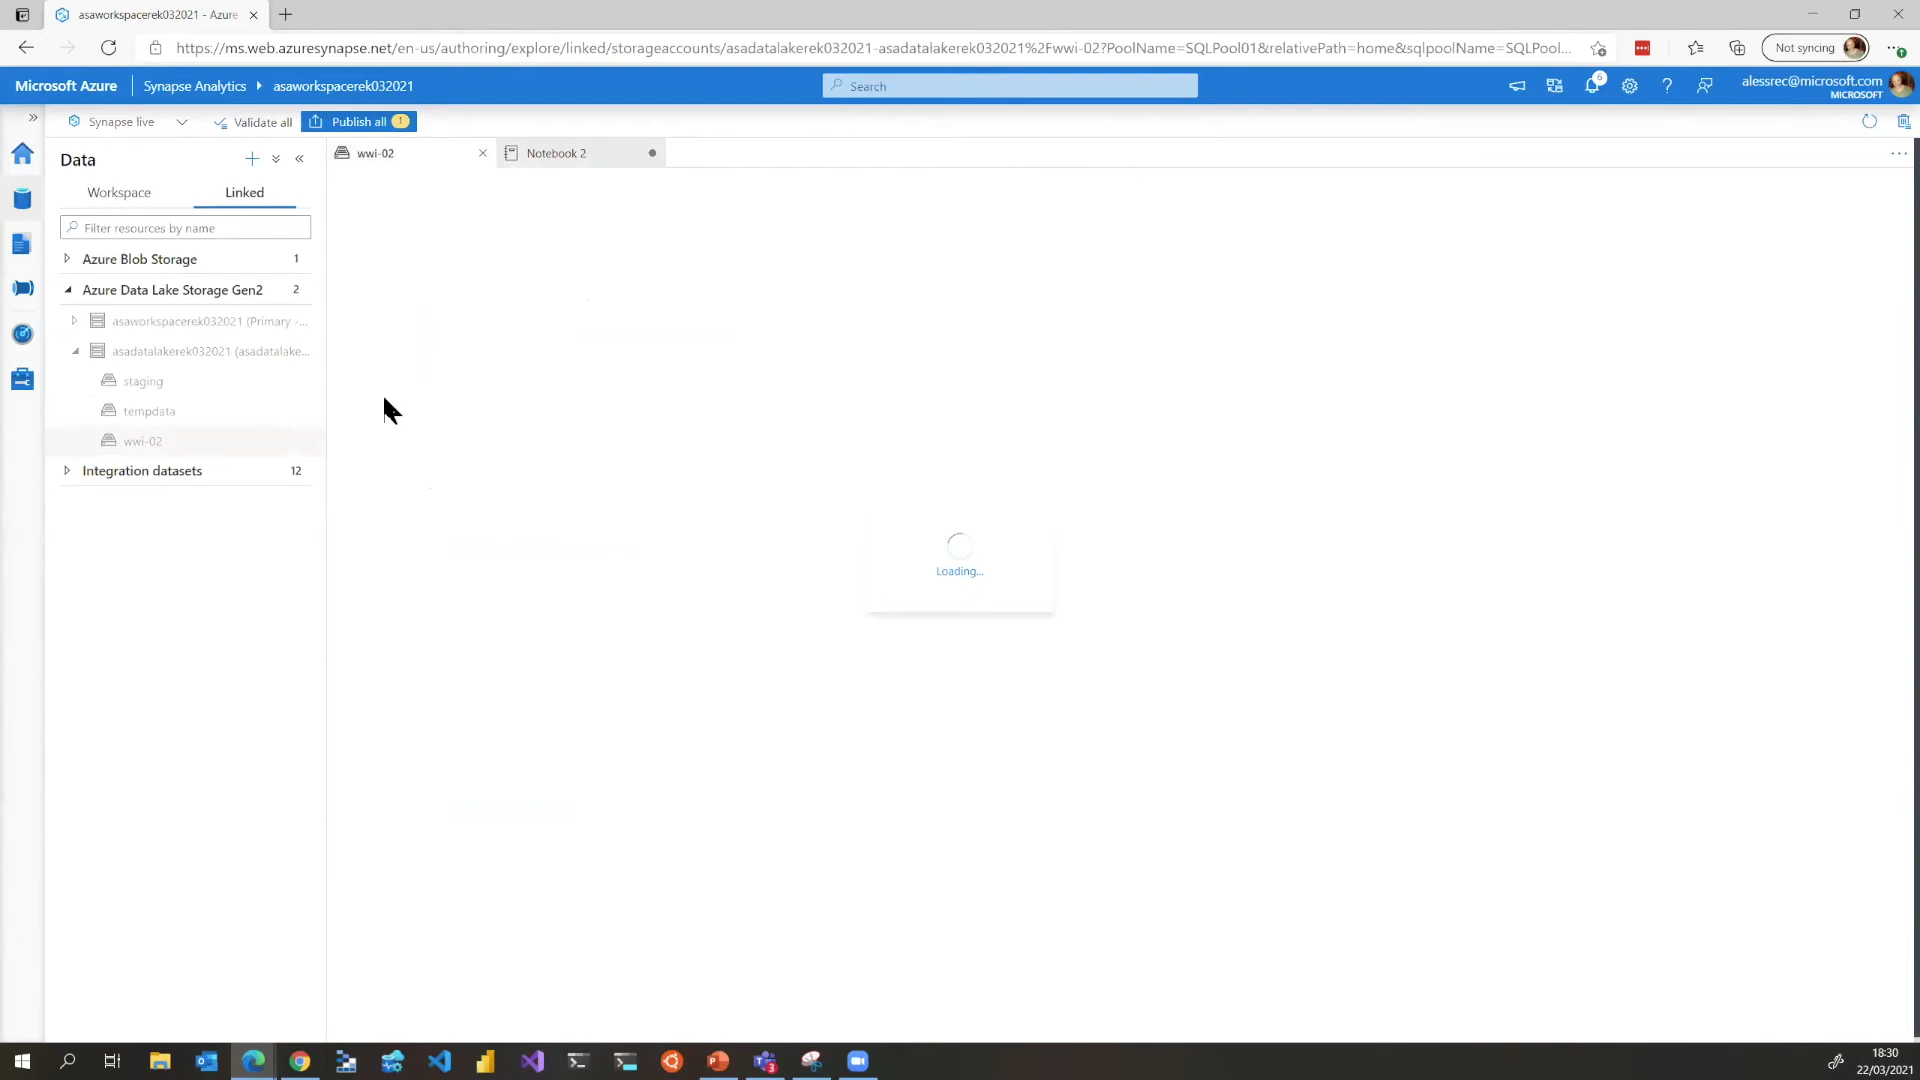 asaworkspacerek032021 - Azure
https://ms.web.azuresynapse.net/en-us/authoring/explore/linked/storageaccounts/asadatalakerek032021-asadatalakerek032021%2Fwwi-02?PoolName=SQLPool01&relativePath=home&sqlpoolName=SQLPool...
Not syncing
Microsoft Azure
Synapse Analytics
asaworkspacerek032021
Search
6
alessrec@microsoft.com
MICROSOFT
Synapse live
Validate all
Publish all 1
Data
wwi-02
Notebook 2
Workspace
Linked
Filter resources by name
Azure Blob Storage 1
Azure Data Lake Storage Gen2 2
asaworkspacerek032021 (Primary -...
asadatalakerek032021 (asadatalake...
staging
tempdata
wwi-02
Integration datasets 12
Loading...
3
18:30
22/03/2021